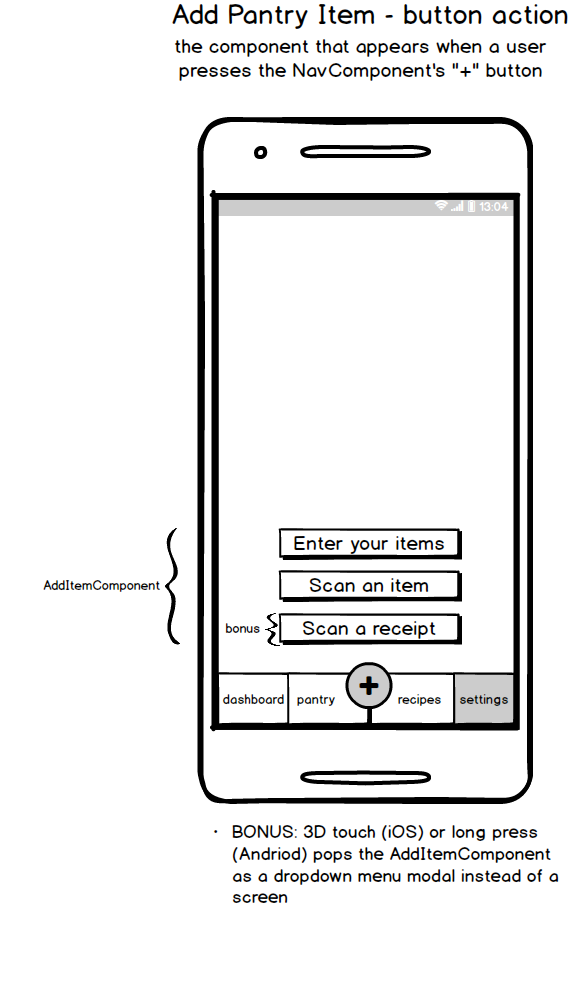 Add Pantry Item - button action
the component that appears when a user
presses the NavComponent's "+" button
13:04
Enter your items
AddItemComponent
Scan an item
bonus
Scan a receipt
+
dashboard
pantry
recipes
settings
· BONUS: 3D touch (iOS) or long press
(Andriod) pops the AddItemComponent
as a dropdown menu modal instead of a
screen